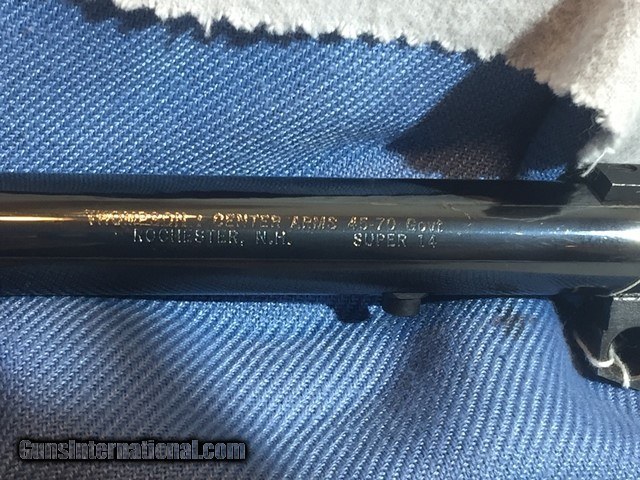 THOMPSON / CENTER ARMS 45-70 Govt
ROCHESTER, N.H. SUPER 14
GunsInternational.com